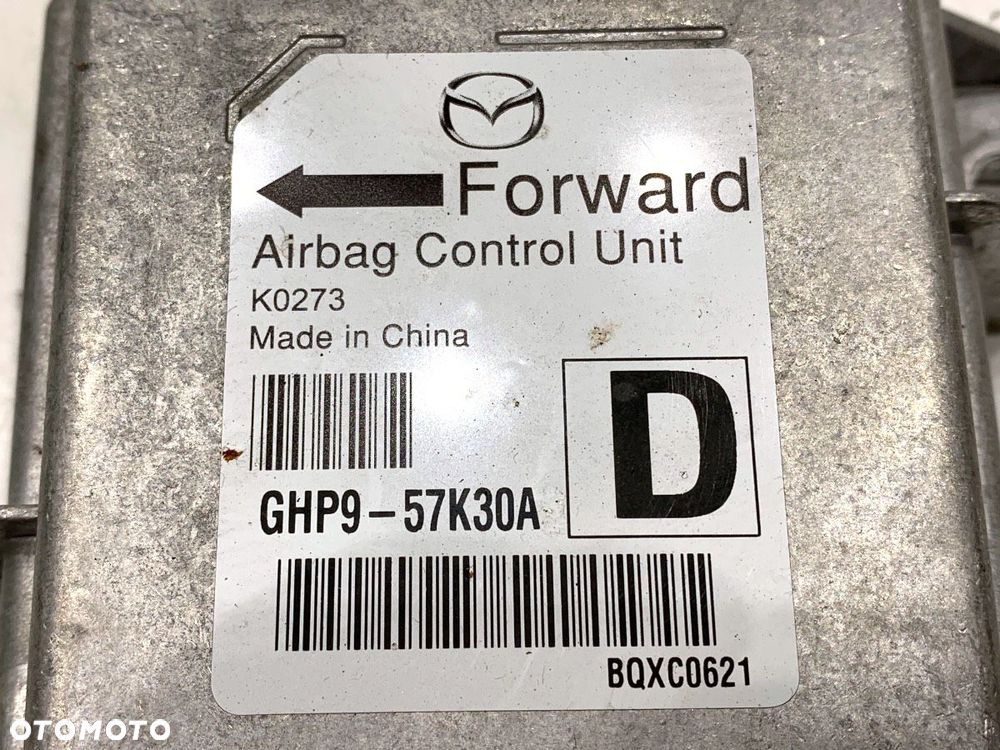 Forward
Airbag Control Unit
K0273
Made in China
D
GHP9-57K30A
BQXC0621
OTOMOTO